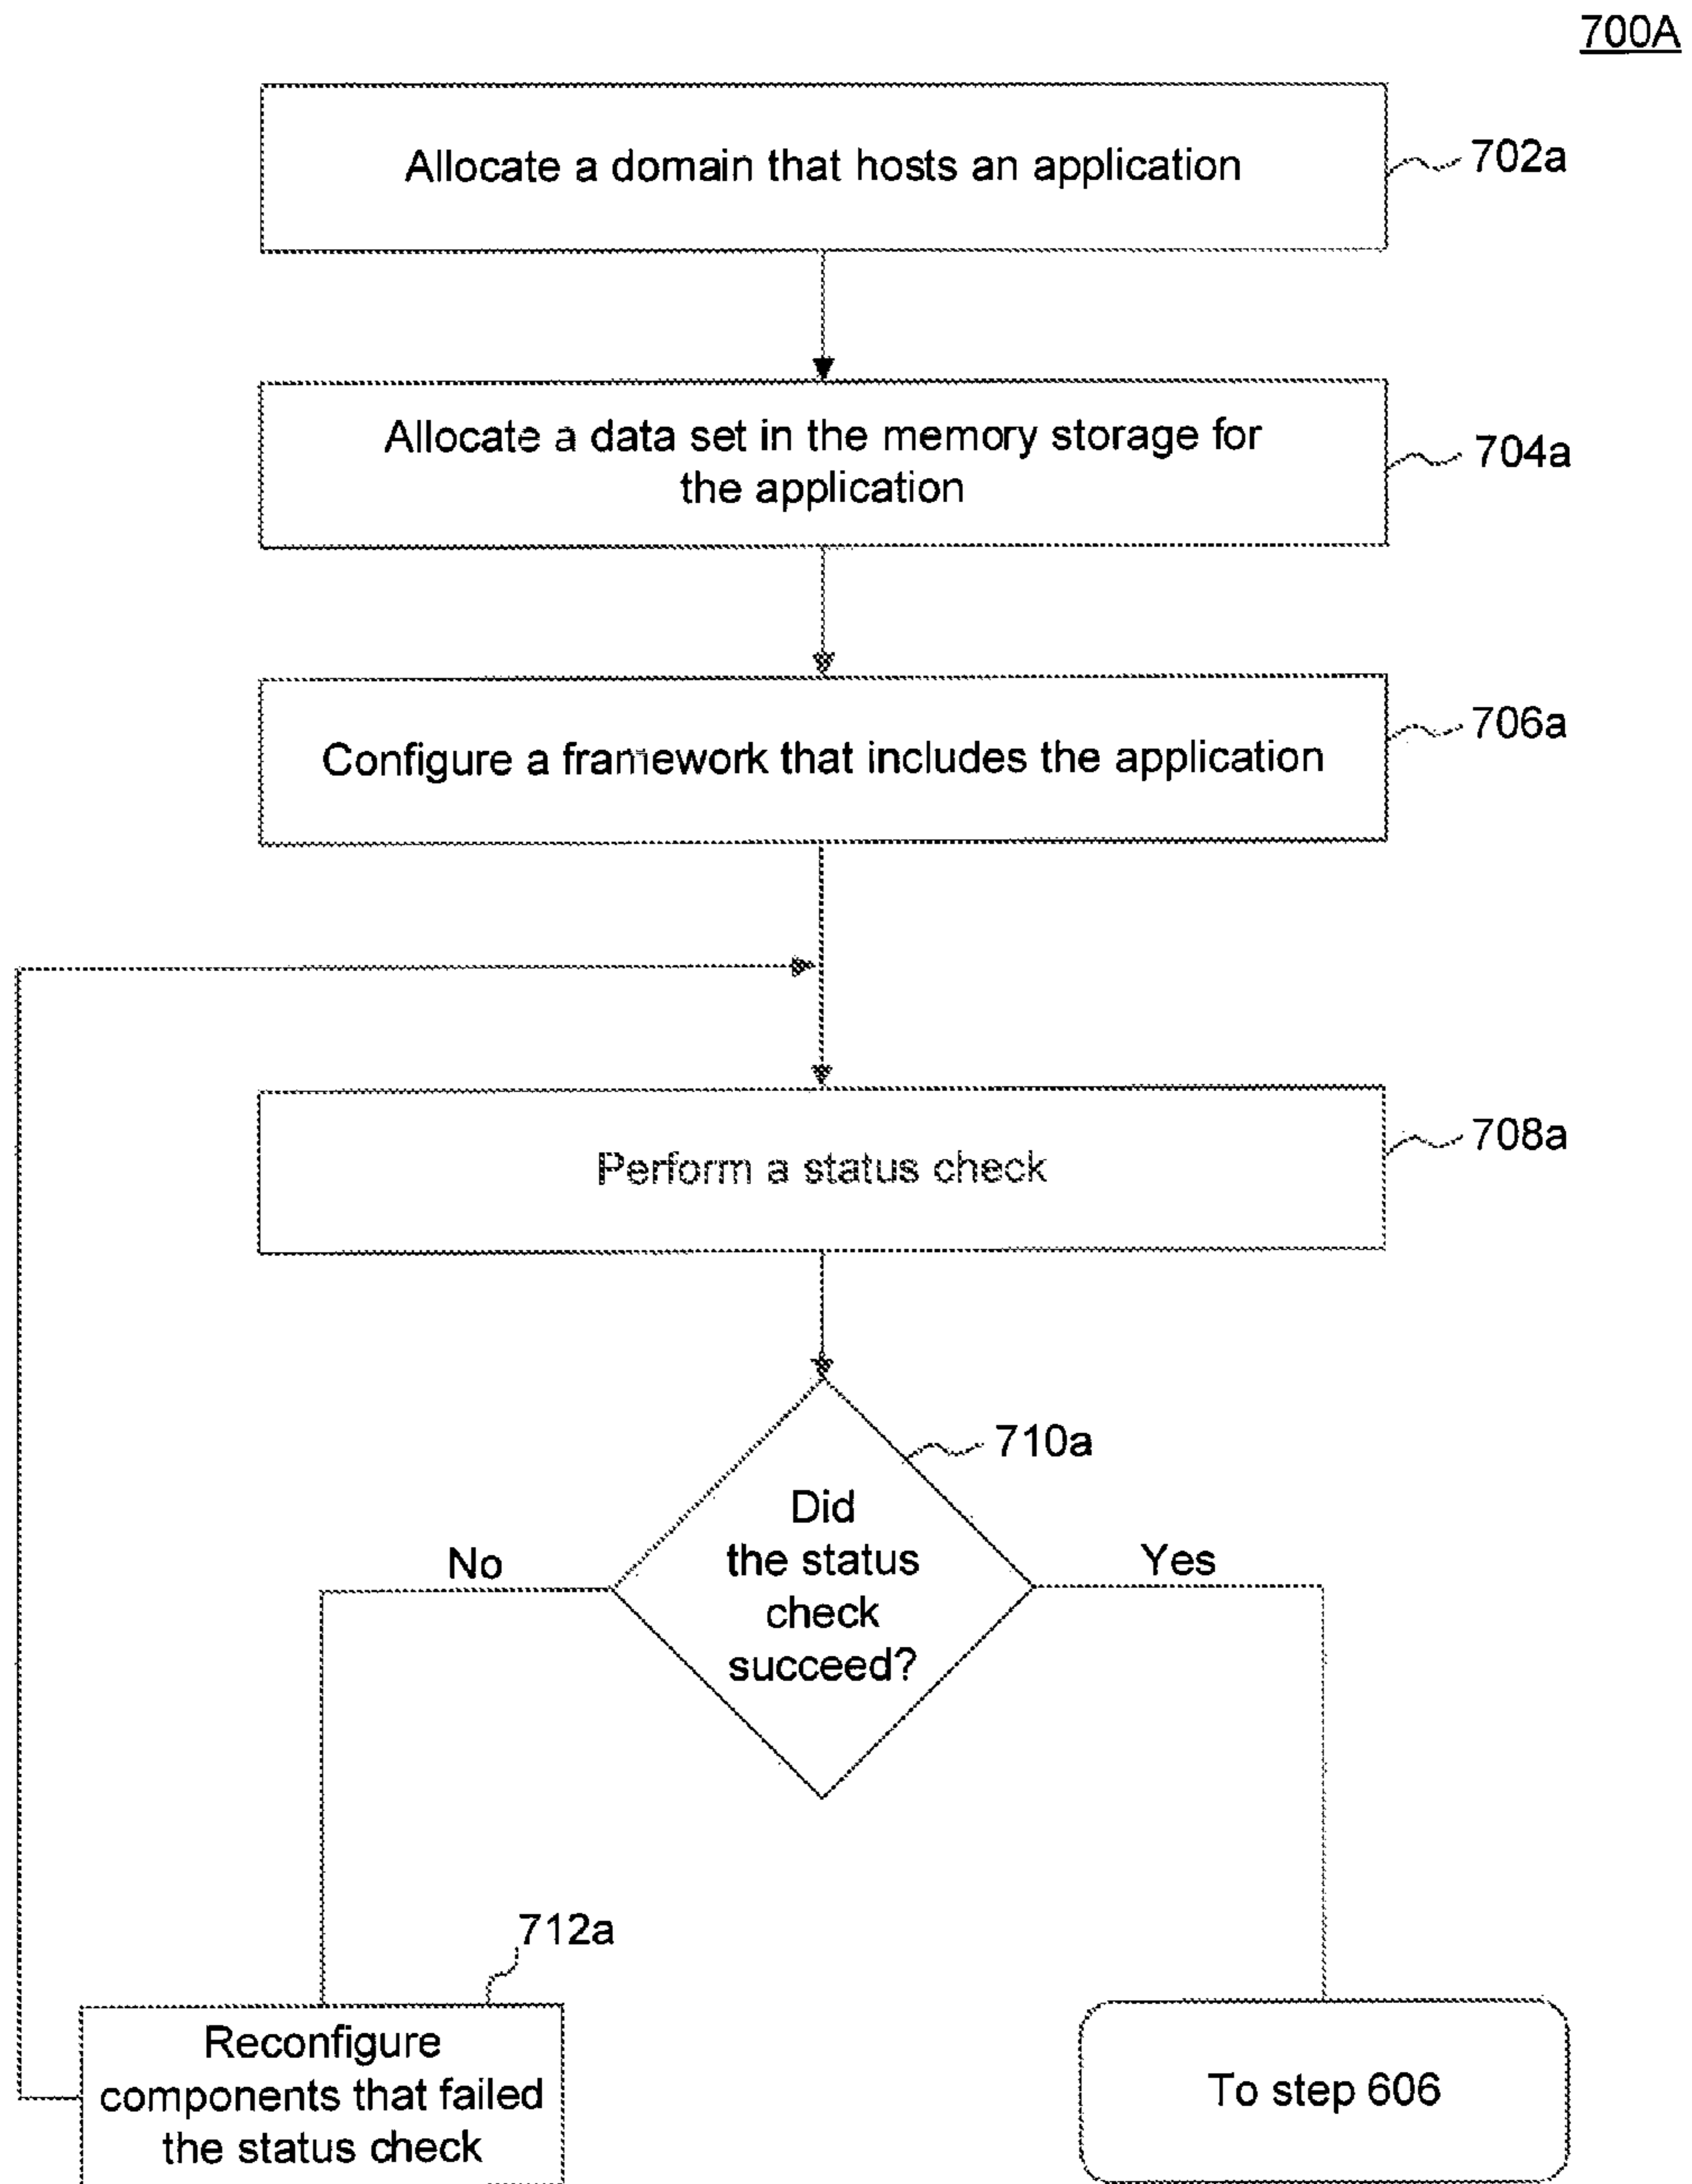 700A
Allocate a domain that hosts an application
702a
Allocate a data set in the memory storage for
the application
704a
Configure a framework that includes the application
706a
Perform a status check
708a
710a
Did
the status
check
succeed?
No
Yes
712a
Reconfigure
components that failed
the status check
To step 606